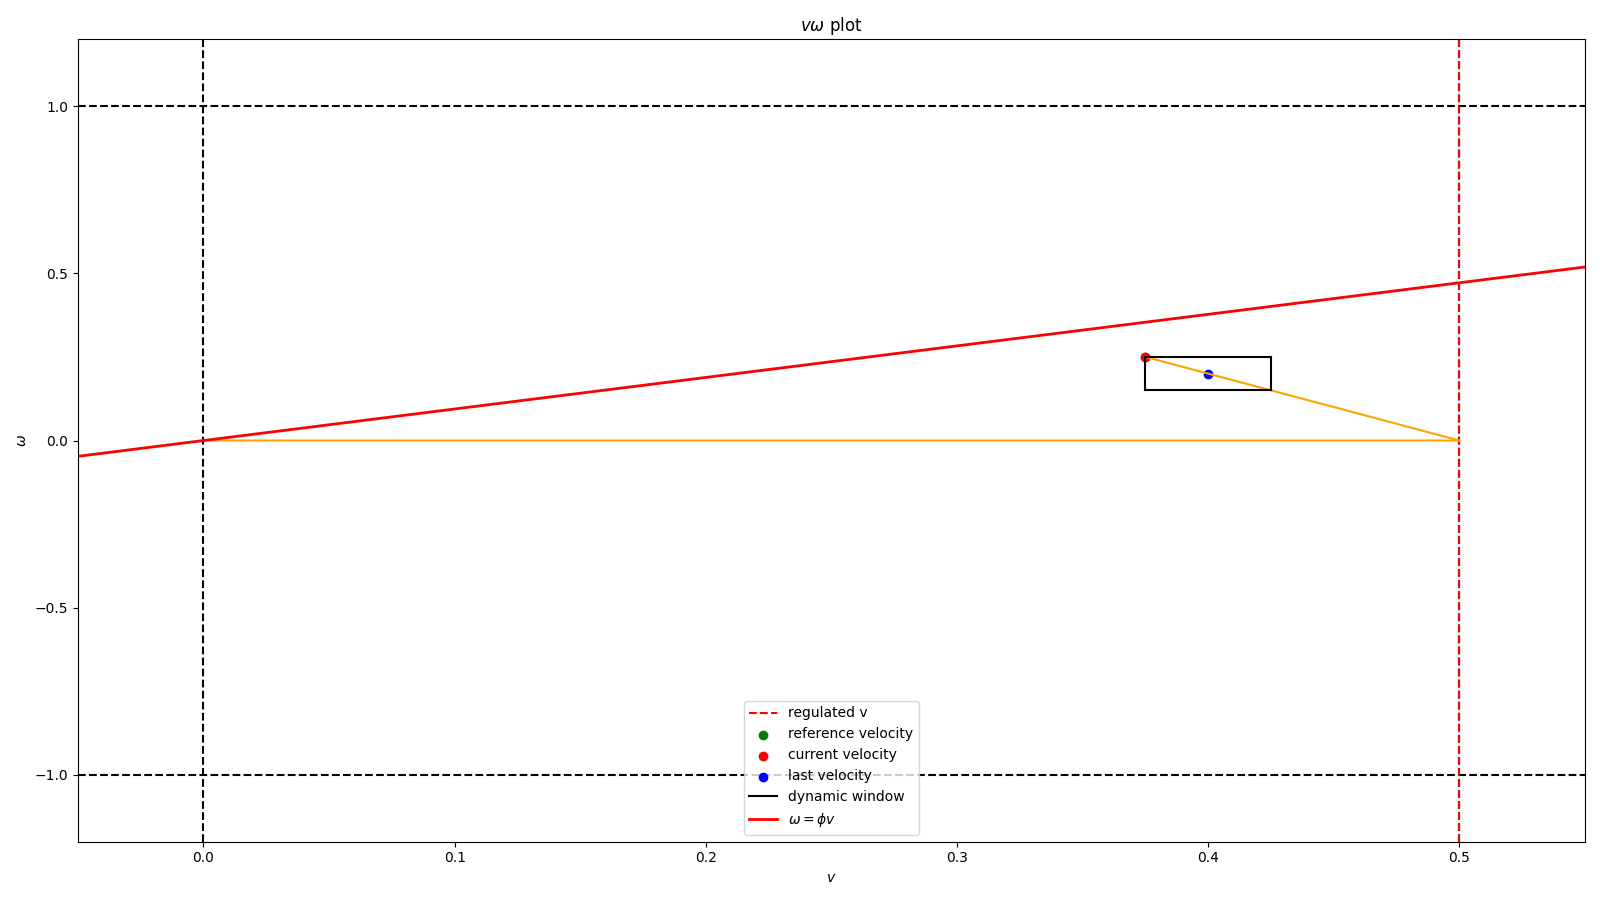 vω plot
ω
1.0
0.5
0.0
−0.5
−1.0
regulated v
reference velocity
current velocity
last velocity
dynamic window
ω = ϕv
0.0 0.1 0.2 0.3 0.4 0.5
v